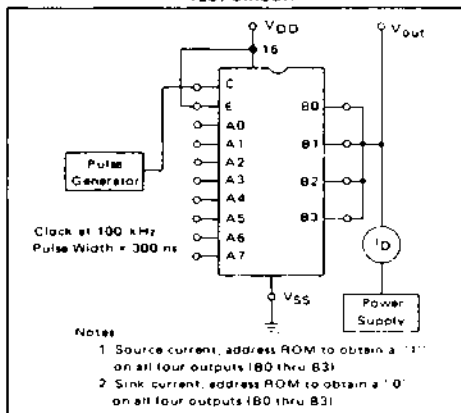 VDD
Vout
16
C
E
A0
A1
A2
A3
A4
A5
A6
A7
B0
B1
B2
B3
Pulse
Generator
Clock at 100 kHz
Pulse Width = 300 ns
ID
VSS
Power
Supply
Notes
1 Source current, address ROM to obtain a "1"
on all four outputs (B0 thru B3)
2 Sink current, address ROM to obtain a "0"
on all four outputs (B0 thru B3)